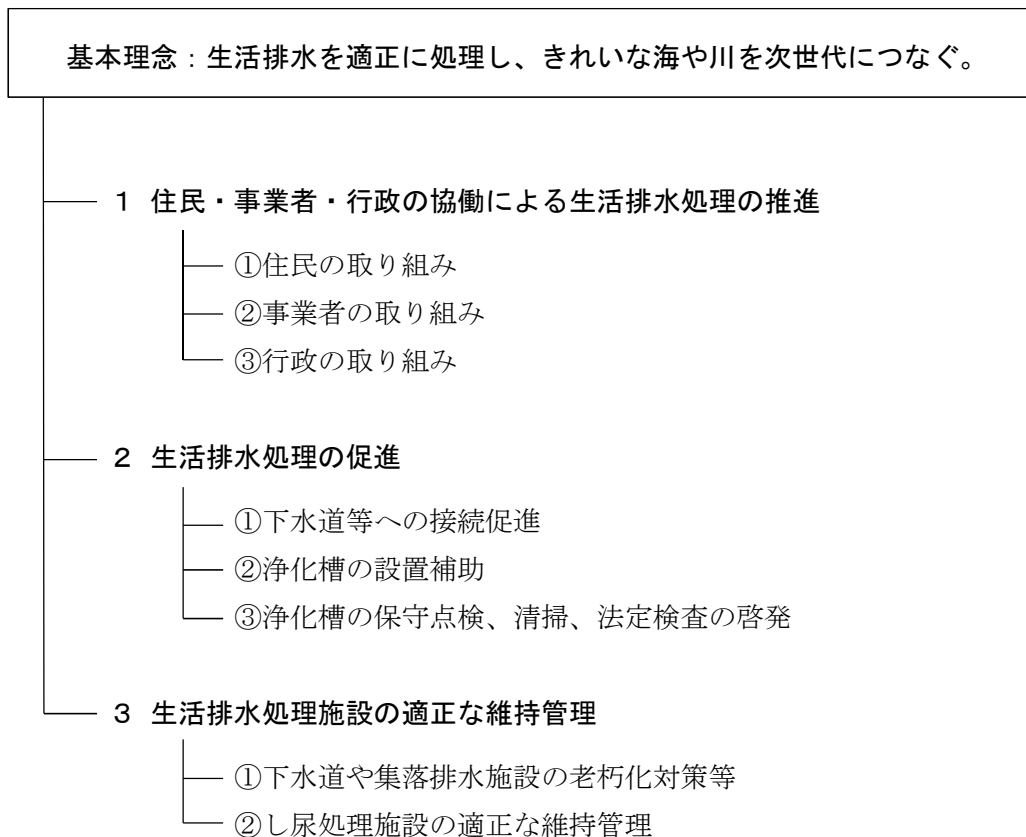 基本理念：生活排水を適正に処理し、きれいな海や川を次世代につなぐ。
１ 住民・事業者・行政の協働による生活排水処理の推進
①住民の取り組み
②事業者の取り組み
③行政の取り組み
２ 生活排水処理の促進
①下水道等への接続促進
②浄化槽の設置補助
③浄化槽の保守点検、清掃、法定検査の啓発
３ 生活排水処理施設の適正な維持管理
①下水道や集落排水施設の老朽化対策等
②し尿処理施設の適正な維持管理